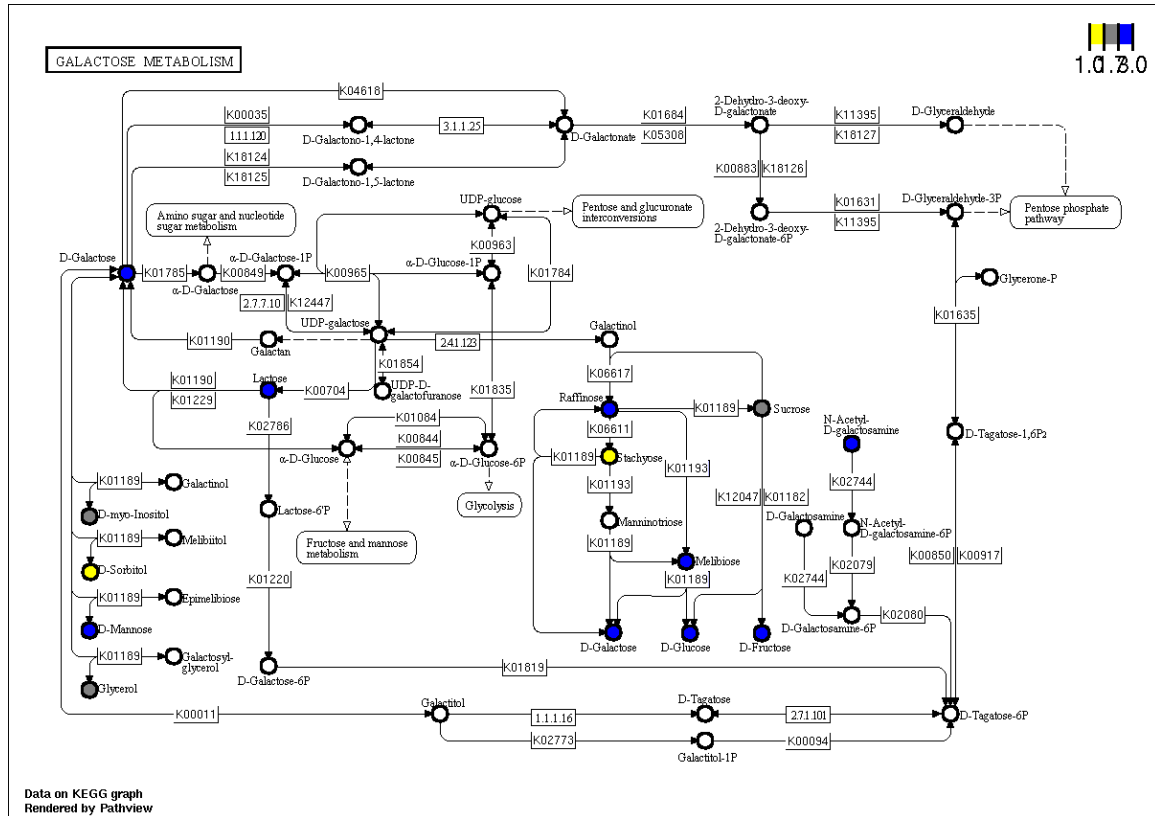 GALACTOSE METABOLISM
K04618
K00035
1.1.1.120
D-Galactono-1,4-lactone
3.1.1.25
D-Galactonate
K18124
K18125
D-Galactono-1,5-lactone
K01684
K05308
2-Dehydro-3-deoxy-
D-galactonate
K11395
K18127
D-Glyceraldehyde
K00883
K18126
2-Dehydro-3-deoxy-
D-galactonate-6P
K01631
K11395
D-Glyceraldehyde-3P
Pentose phosphate
pathway
Amino sugar and nucleotide
sugar metabolism
UDP-glucose
Pentose and glucuronate
interconversions
D-Galactose
K01785
α-D-Galactose
K00849
α-D-Galactose-1P
K00965
α-D-Glucose-1P
K00963
K01784
2.7.7.10
K12447
UDP-galactose
Glycerone-P
K01635
K01190
Galactan
2.4.1.123
Galactinol
K01854
UDP-D-
galactofuranose
K01190
K01229
Lactose
K00704
K01835
K02786
K01084
K00844
K00845
α-D-Glucose
α-D-Glucose-6P
Glycolysis
Fructose and mannose
metabolism
K06617
Raffinose
K01189
Sucrose
K06611
K01189
Stachyose
K01193
K01193
Manninotriose
K01189
Melibiose
K01189
K12047
K01182
D-Galactose
D-Glucose
D-Fructose
N-Acetyl-
D-galactosamine
K02744
D-Galactosamine
N-Acetyl-
D-galactosamine-6P
K02744
K02079
D-Galactosamine-6P
K02080
D-Tagatose-1,6P2
K00850
K00917
K01189
Galactinol
D-myo-Inositol
K01189
Melibiitol
D-Sorbitol
K01189
Epimelibiose
D-Mannose
K01189
Galactosyl-
glycerol
Glycerol
Lactose-6'P
K01220
D-Galactose-6P
K01819
K00011
Galactitol
1.1.1.16
D-Tagatose
2.7.1.101
D-Tagatose-6P
K02773
Galactitol-1P
K00094
Data on KEGG graph
Rendered by Pathview